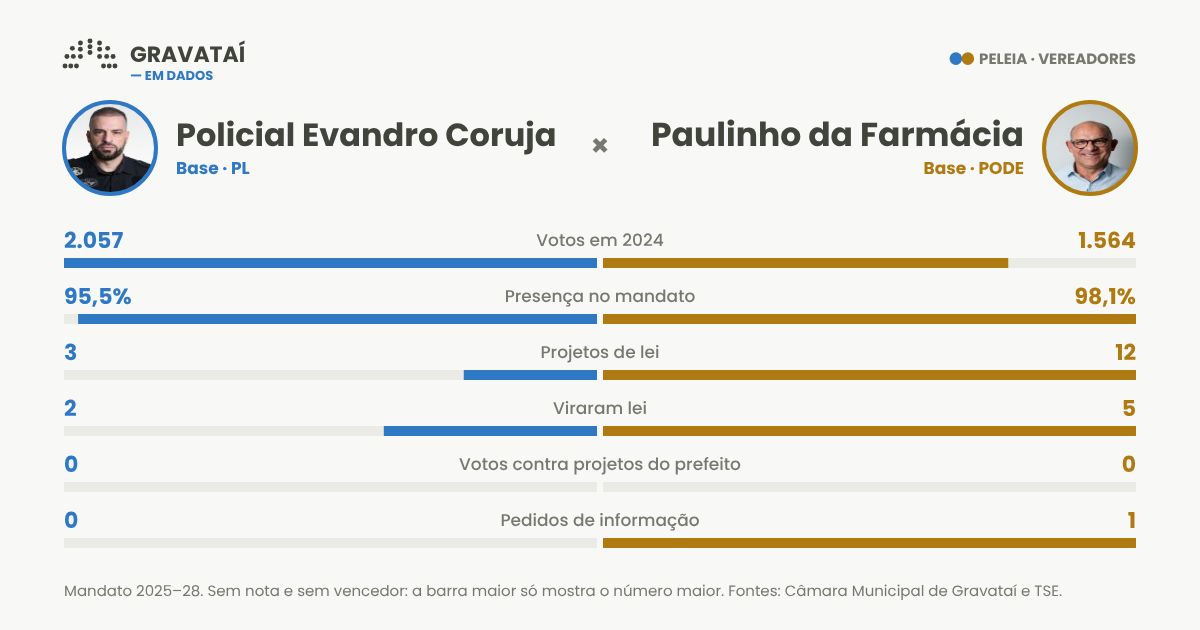 GRAVATAÍ
— EM DADOS
PELEIA · VEREADORES
Policial Evandro Coruja
Base · PL
×
Paulinho da Farmácia
Base · PODE
2.057 Votos em 2024 1.564
95,5% Presença no mandato 98,1%
3 Projetos de lei 12
2 Viraram lei 5
0 Votos contra projetos do prefeito 0
0 Pedidos de informação 1
Mandato 2025–28. Sem nota e sem vencedor: a barra maior só mostra o número maior. Fontes: Câmara Municipal de Gravataí e TSE.